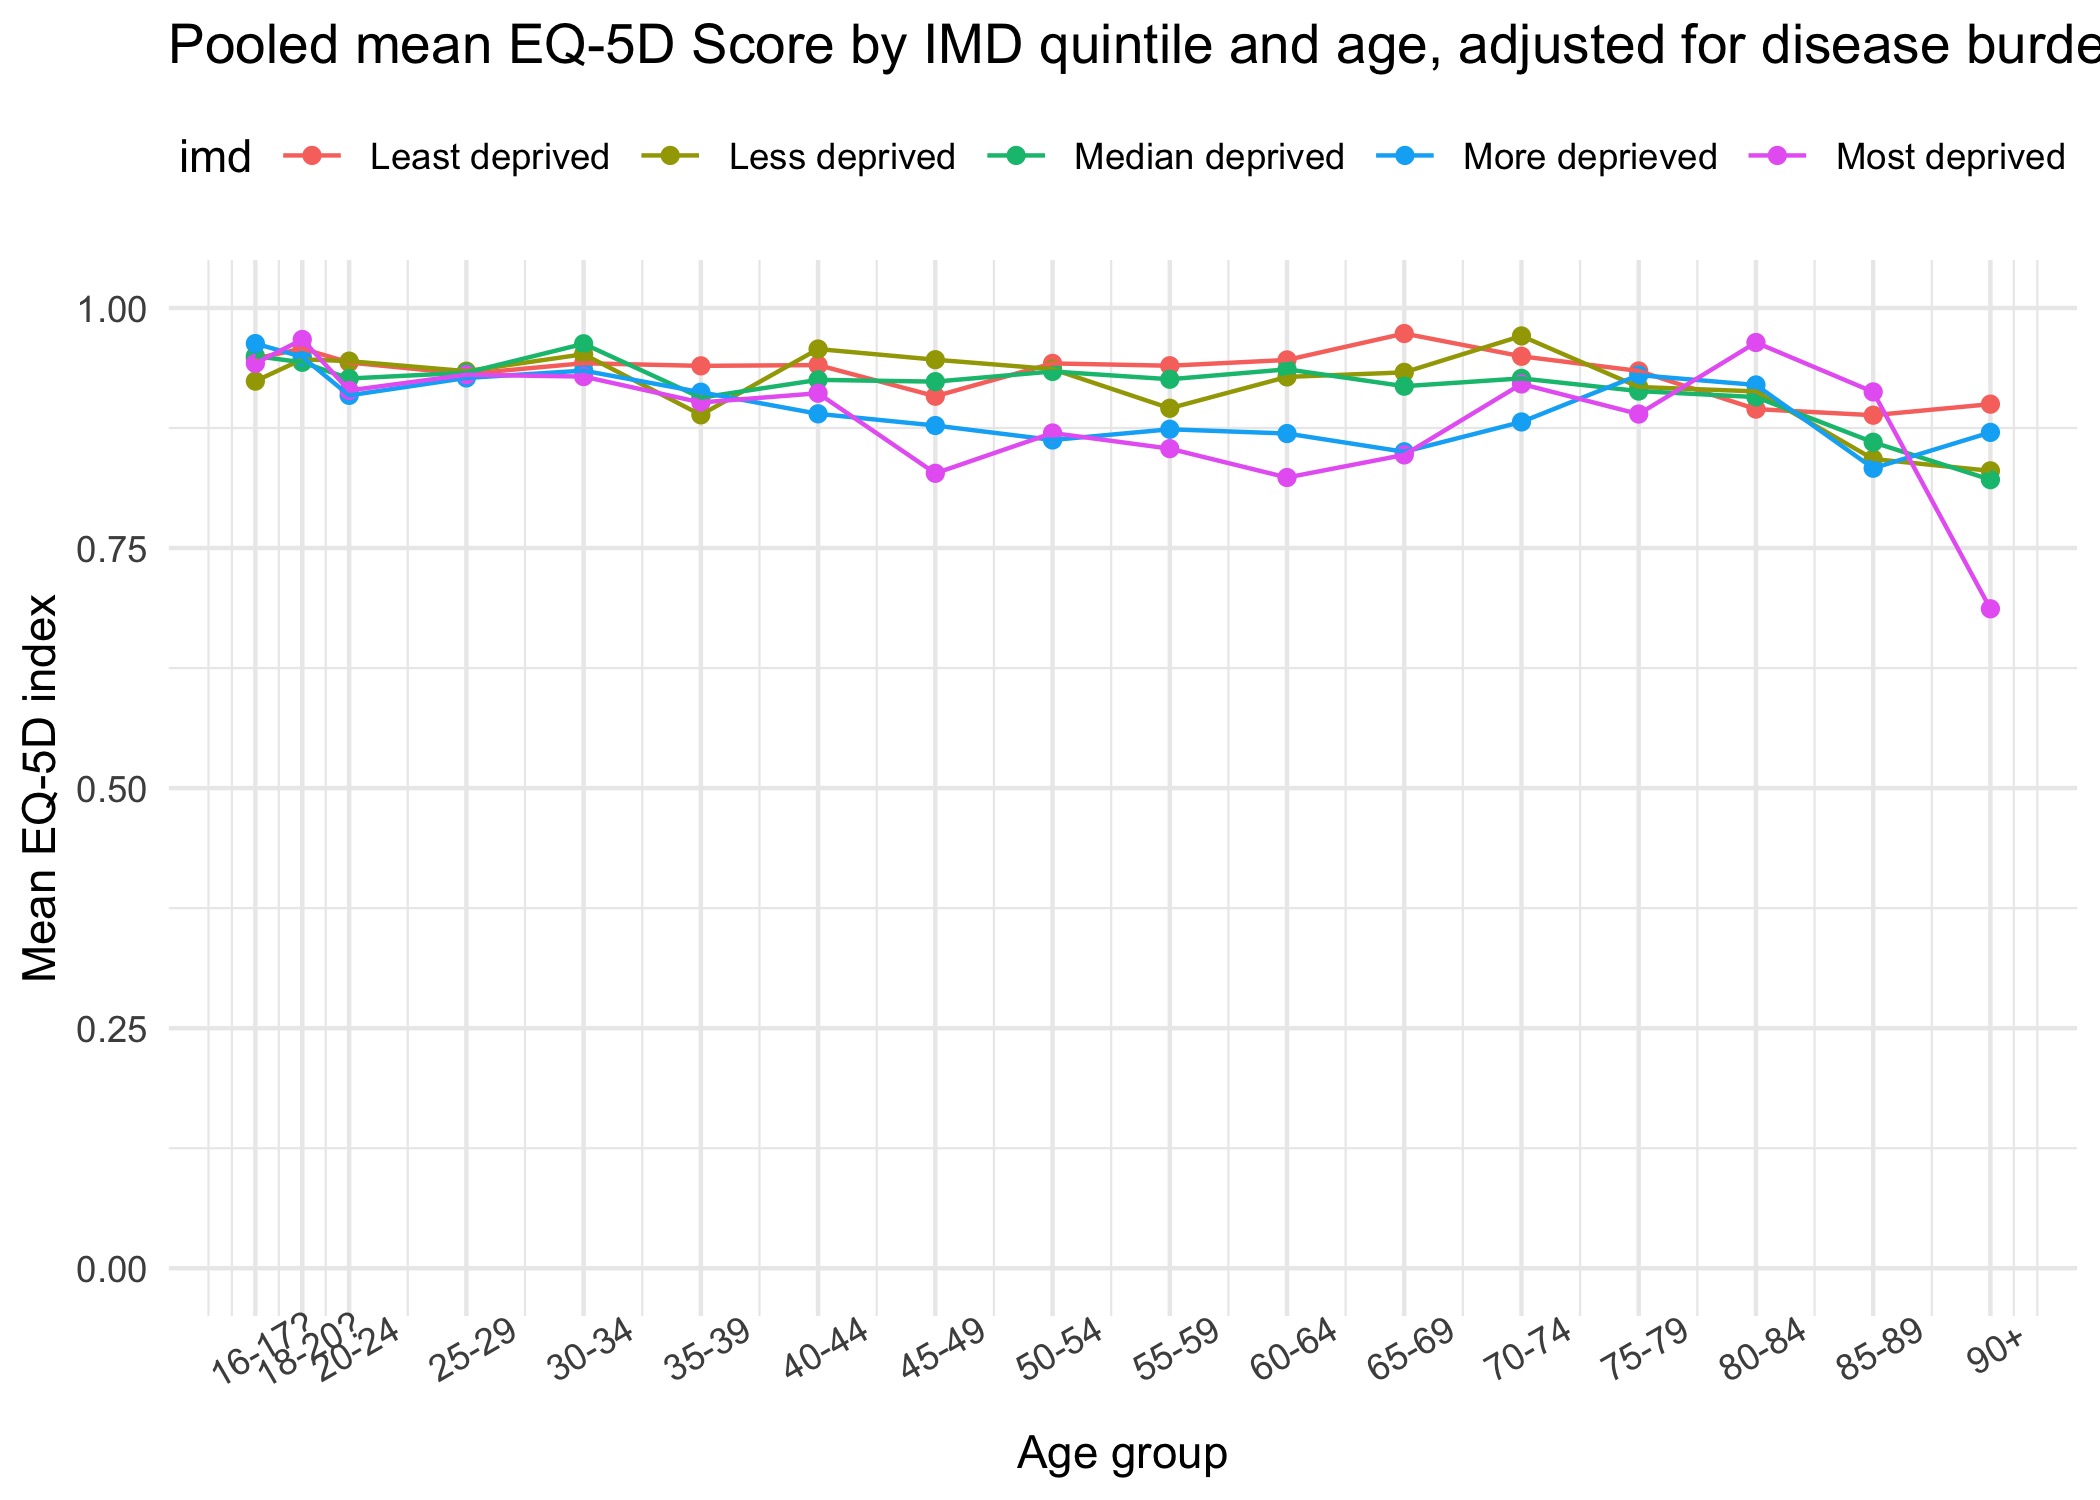 Pooled mean EQ-5D Score by IMD quintile and age, adjusted for disease burde
imd Least deprived Less deprived Median deprived More deprieved Most deprived
1.00
0.75
0.50
0.25
0.00
Mean EQ-5D index
16-17? 18-20? 20-24 25-29 30-34 35-39 40-44 45-49 50-54 55-59 60-64 65-69 70-74 75-79 80-84 85-89 90+
Age group